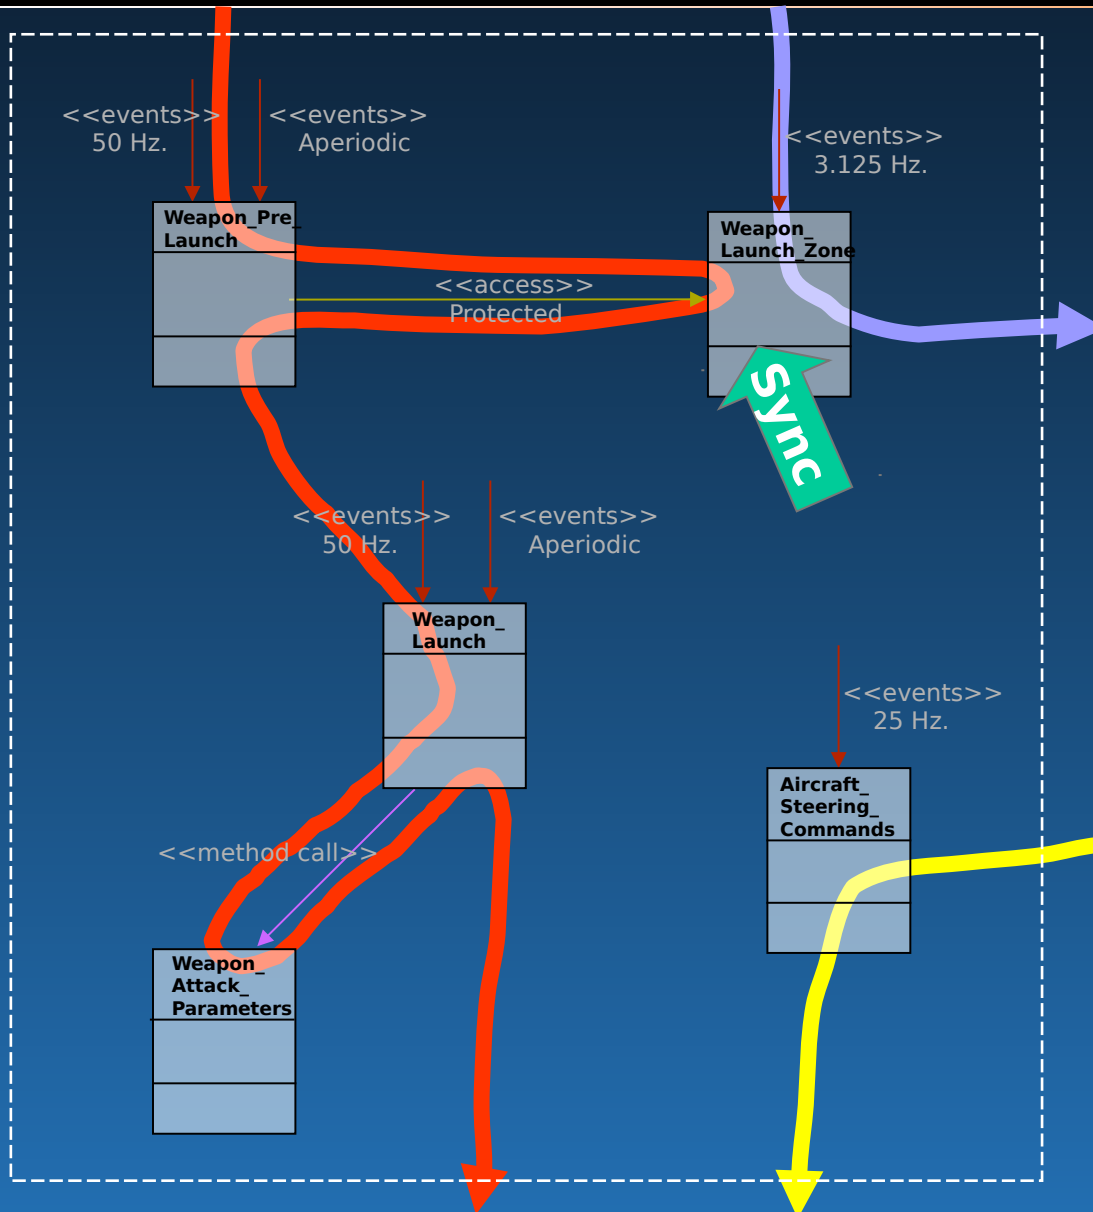 <<events>>
50 Hz.
<<events>>
Aperiodic
<<events>>
3.125 Hz.
Weapon_Pre_
Launch
Weapon_
Launch_Zone
<<access>>
Protected
Sync
<<events>>
50 Hz.
<<events>>
Aperiodic
Weapon_
Launch
<<events>>
25 Hz.
Aircraft_
Steering_
Commands
<<method call>>
Weapon_
Attack_
Parameters